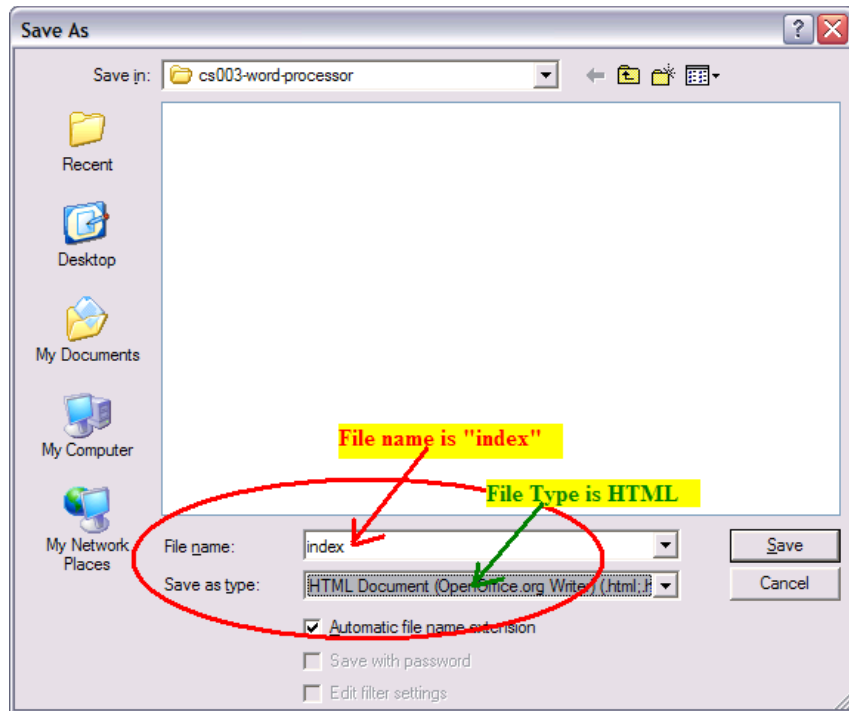 Save As
Save in: cs003-word-processor
Recent
Desktop
My Documents
My Computer
My Network
Places
File name is "index"
File Type is HTML
File name: index Save
Save as type: HTML Document (OpenOffice.org Writer) (.html;.h Cancel
Automatic file name extension
Save with password
Edit filter settings